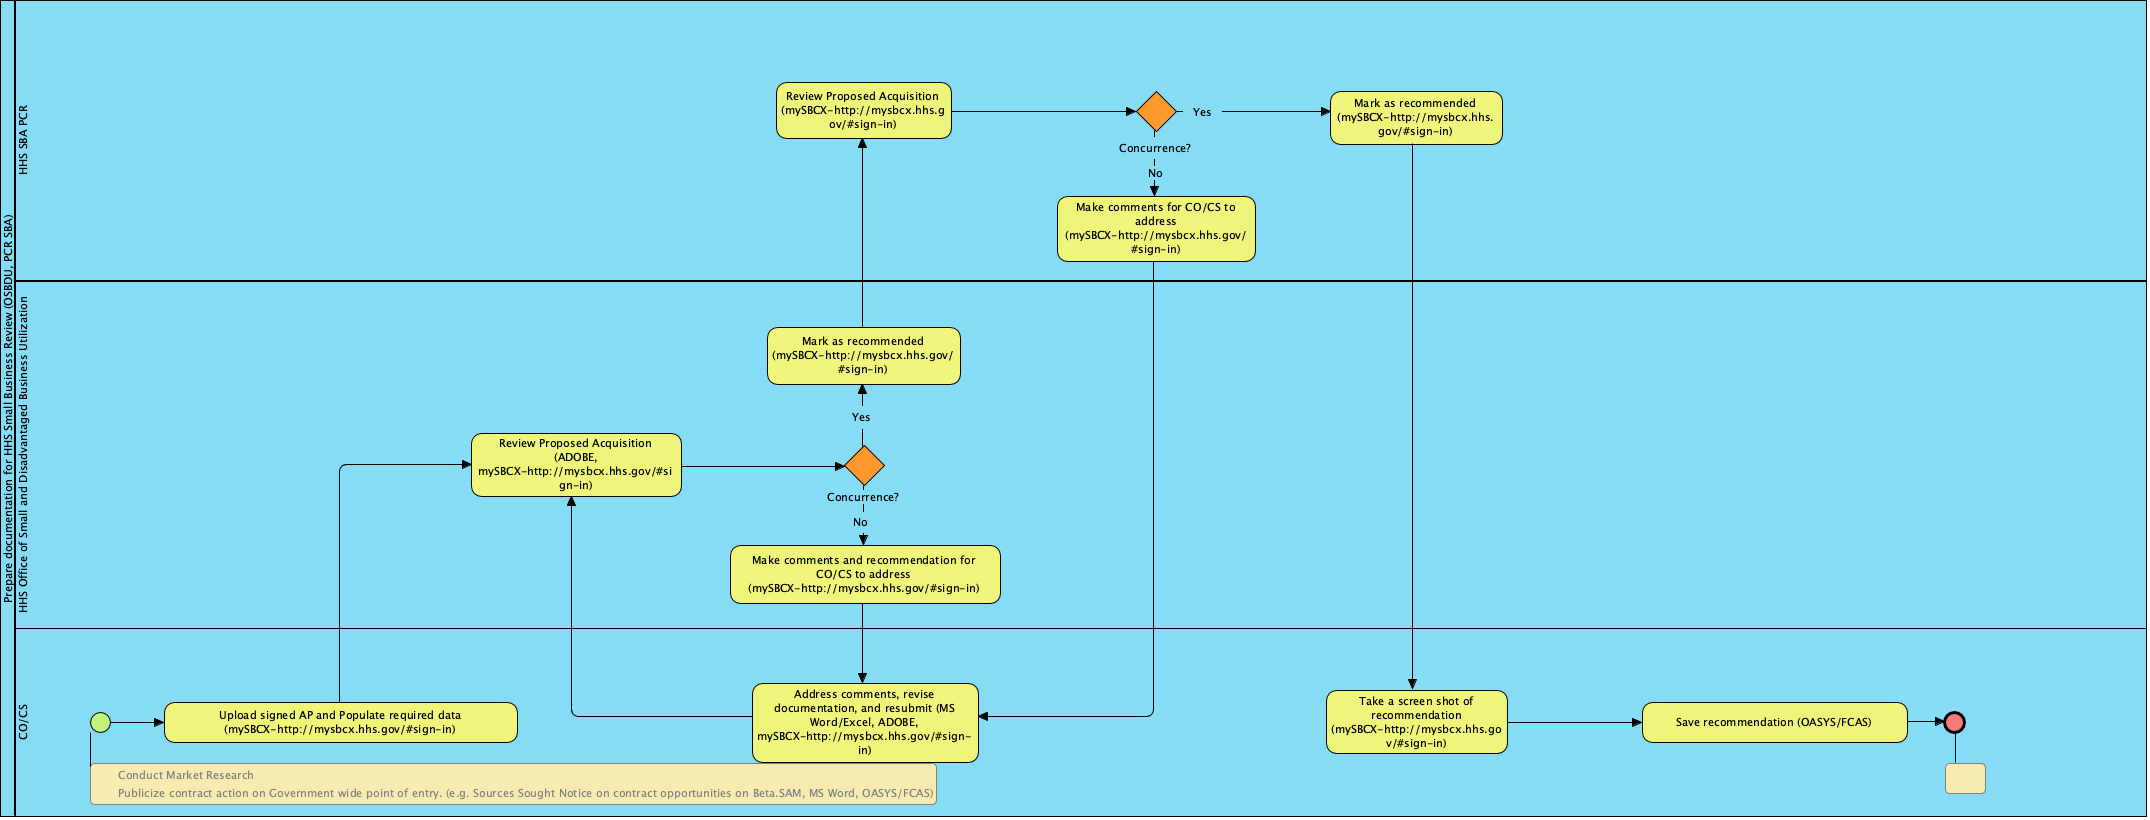 Prepare documentation for HHS Small Business Review (OSBDU, PCR SBA)
HHS SBA PCR
Review Proposed Acquisition
(mySBCX-http://mysbcx.hhs.g
ov/#sign-in)
Yes
Mark as recommended
(mySBCX-http://mysbcx.hhs.
gov/#sign-in)
Concurrence?
No
Make comments for CO/CS to
address
(mySBCX-http://mysbcx.hhs.gov/
#sign-in)
HHS Office of Small and Disadvantaged Business Utilization
Mark as recommended
(mySBCX-http://mysbcx.hhs.gov/
#sign-in)
Yes
Review Proposed Acquisition
(ADOBE,
mySBCX-http://mysbcx.hhs.gov/#si
gn-in)
Concurrence?
No
Make comments and recommendation for
CO/CS to address
(mySBCX-http://mysbcx.hhs.gov/#sign-in)
CO/CS
Upload signed AP and Populate required data
(mySBCX-http://mysbcx.hhs.gov/#sign-in)
Address comments, revise
documentation, and resubmit (MS
Word/Excel, ADOBE,
mySBCX-http://mysbcx.hhs.gov/#sign-
in)
Take a screen shot of
recommendation
(mySBCX-http://mysbcx.hhs.go
v/#sign-in)
Save recommendation (OASYS/FCAS)
Conduct Market Research
Publicize contract action on Government wide point of entry. (e.g. Sources Sought Notice on contract opportunities on Beta.SAM, MS Word, OASYS/FCAS)